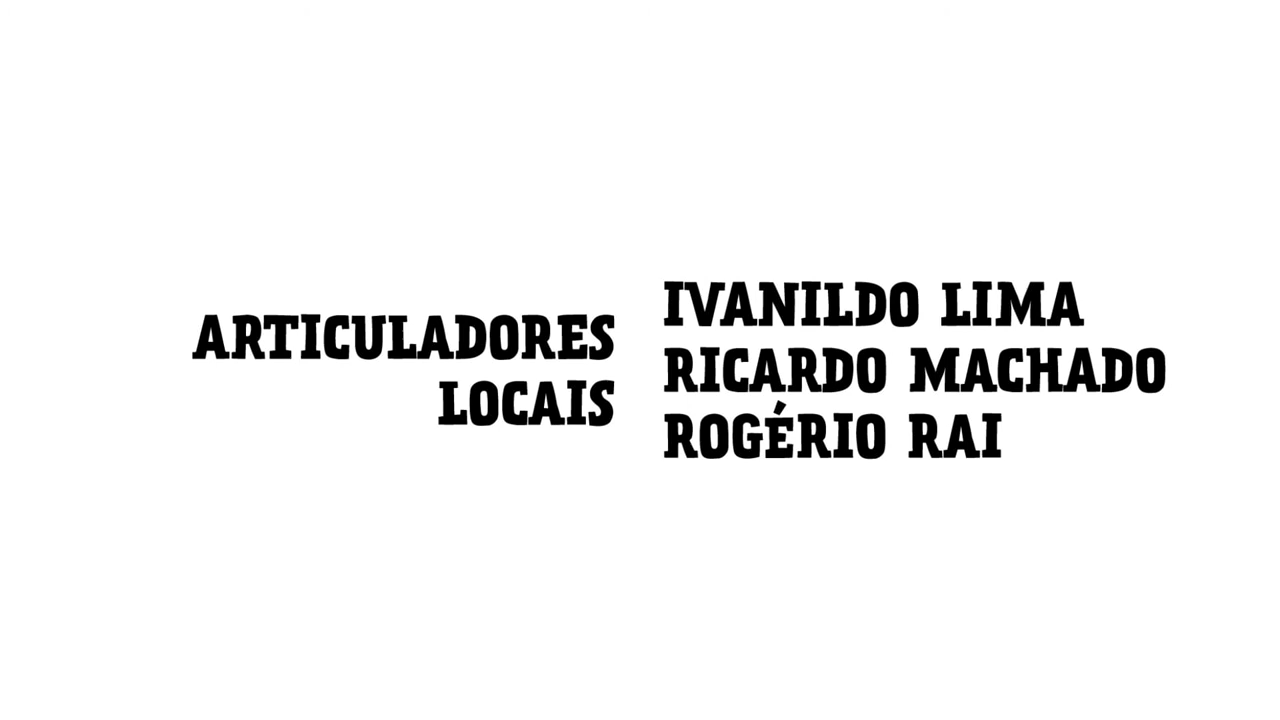 ARTICULADORES
LOCAIS
IVANILDO LIMA
RICARDO MACHADO
ROGÉRIO RAI